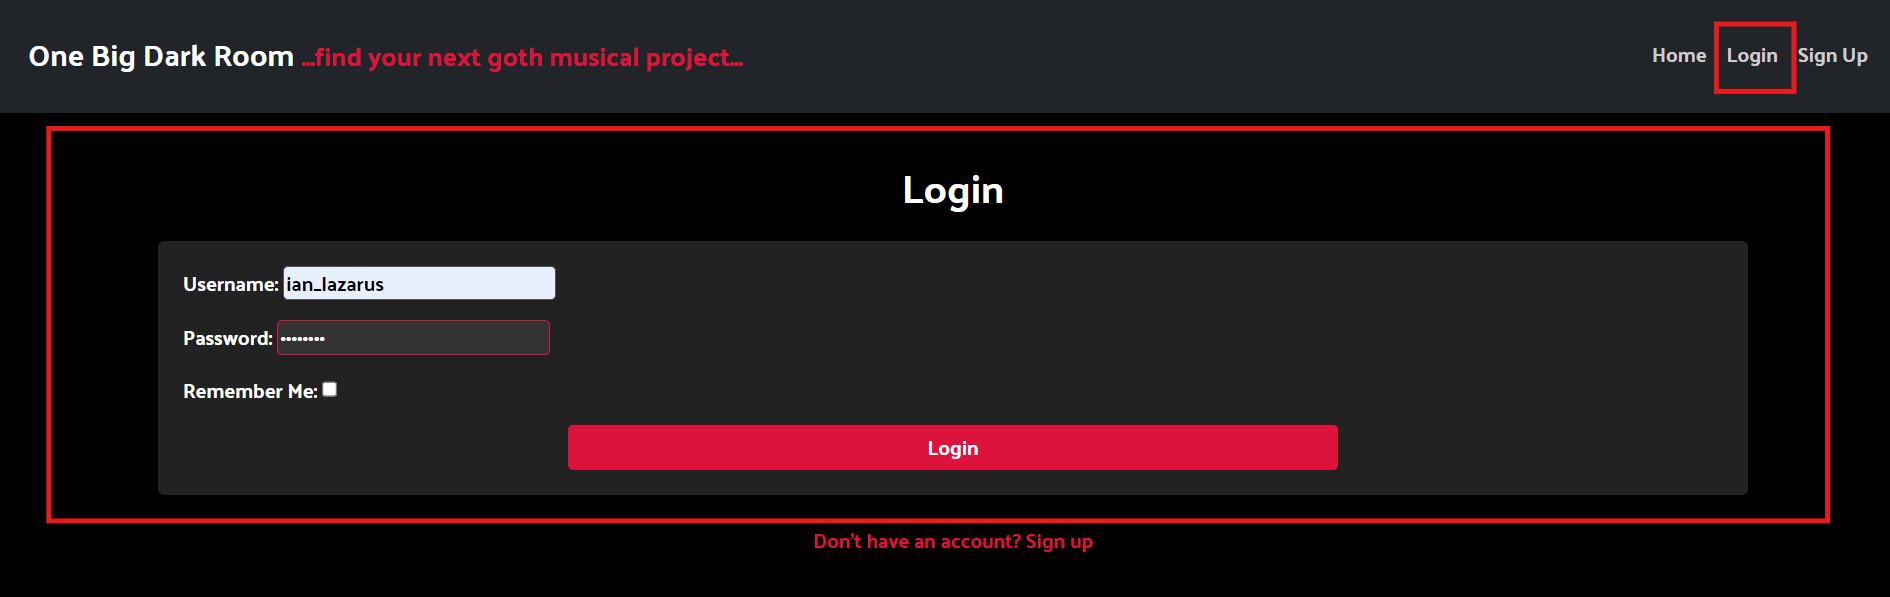 One Big Dark Room ...find your next goth musical project...
Home Login Sign Up
Login
Username: ian_lazarus
Password: ••••••••
Remember Me:
Login
Don't have an account? Sign up